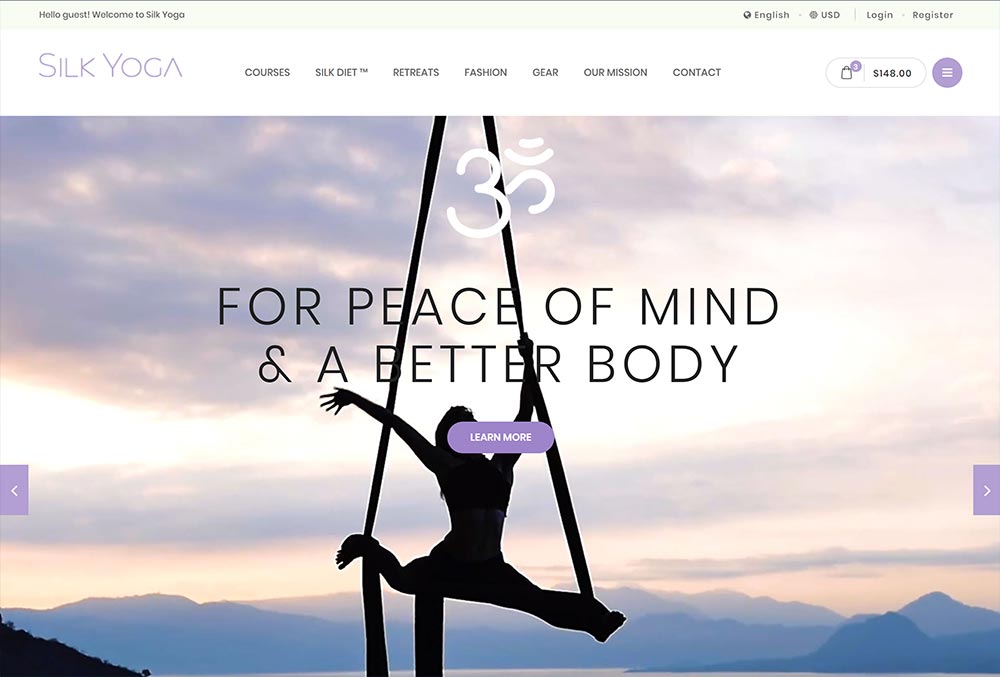 Hello guest! Welcome to Silk Yoga
English USD Login Register
SILK YOGA
COURSES SILK DIET ™ RETREATS FASHION GEAR OUR MISSION CONTACT
3 $148.00
ॐ
FOR PEACE OF MIND
& A BETTER BODY
LEARN MORE